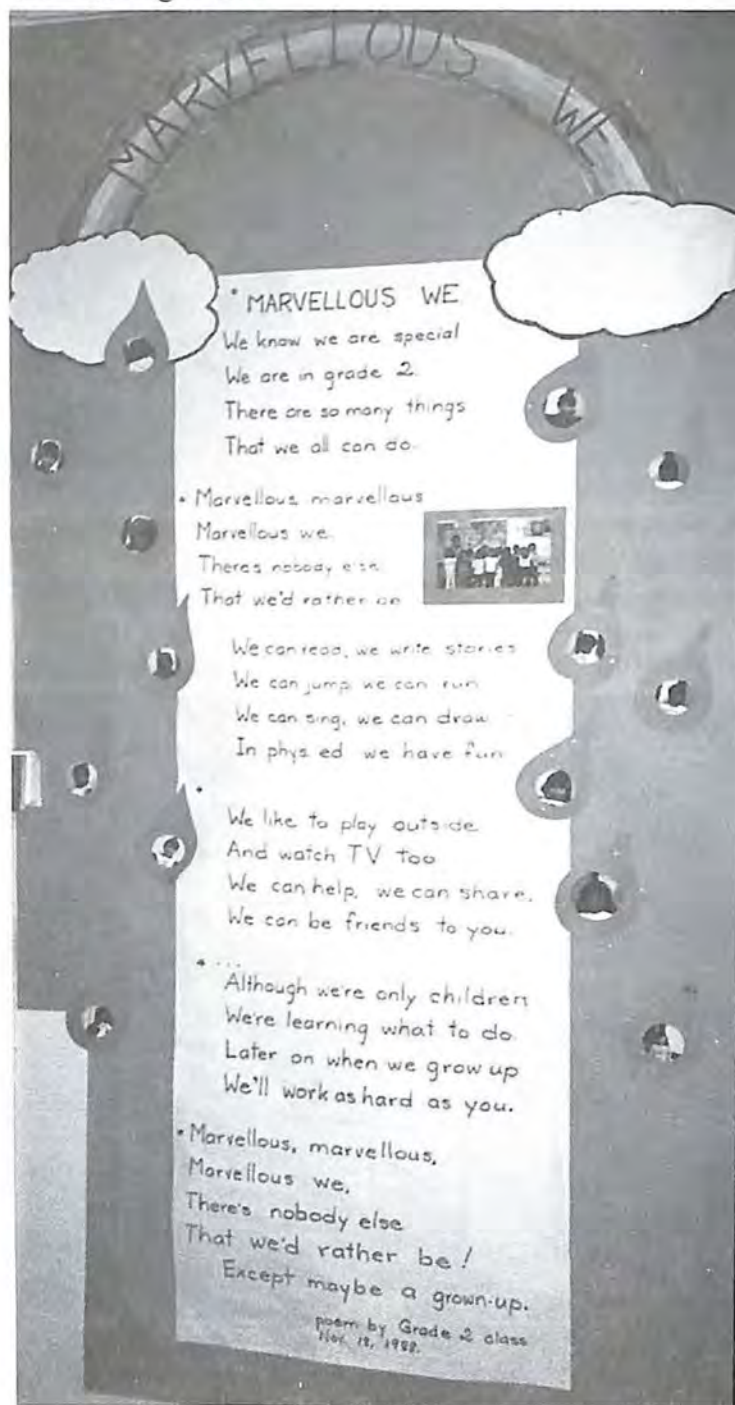 MARVELLOUS WE
• MARVELLOUS WE
We know we are special
We are in grade 2.
There are so many things
That we all can do.
• Marvellous, marvellous
Marvellous we.
There's nobody else
That we'd rather be
We can read, we write stories
We can jump, we can run
We can sing, we can draw
In phys ed we have fun
We like to play outside
And watch TV too
We can help, we can share.
We can be friends to you.
Although we're only children
We're learning what to do.
Later on when we grow up
We'll work as hard as you.
• Marvellous, marvellous,
Marvellous we,
There's nobody else
That we'd rather be!
Except maybe a grown-up.
poem by Grade 2 class
Nov. 18, 1988.